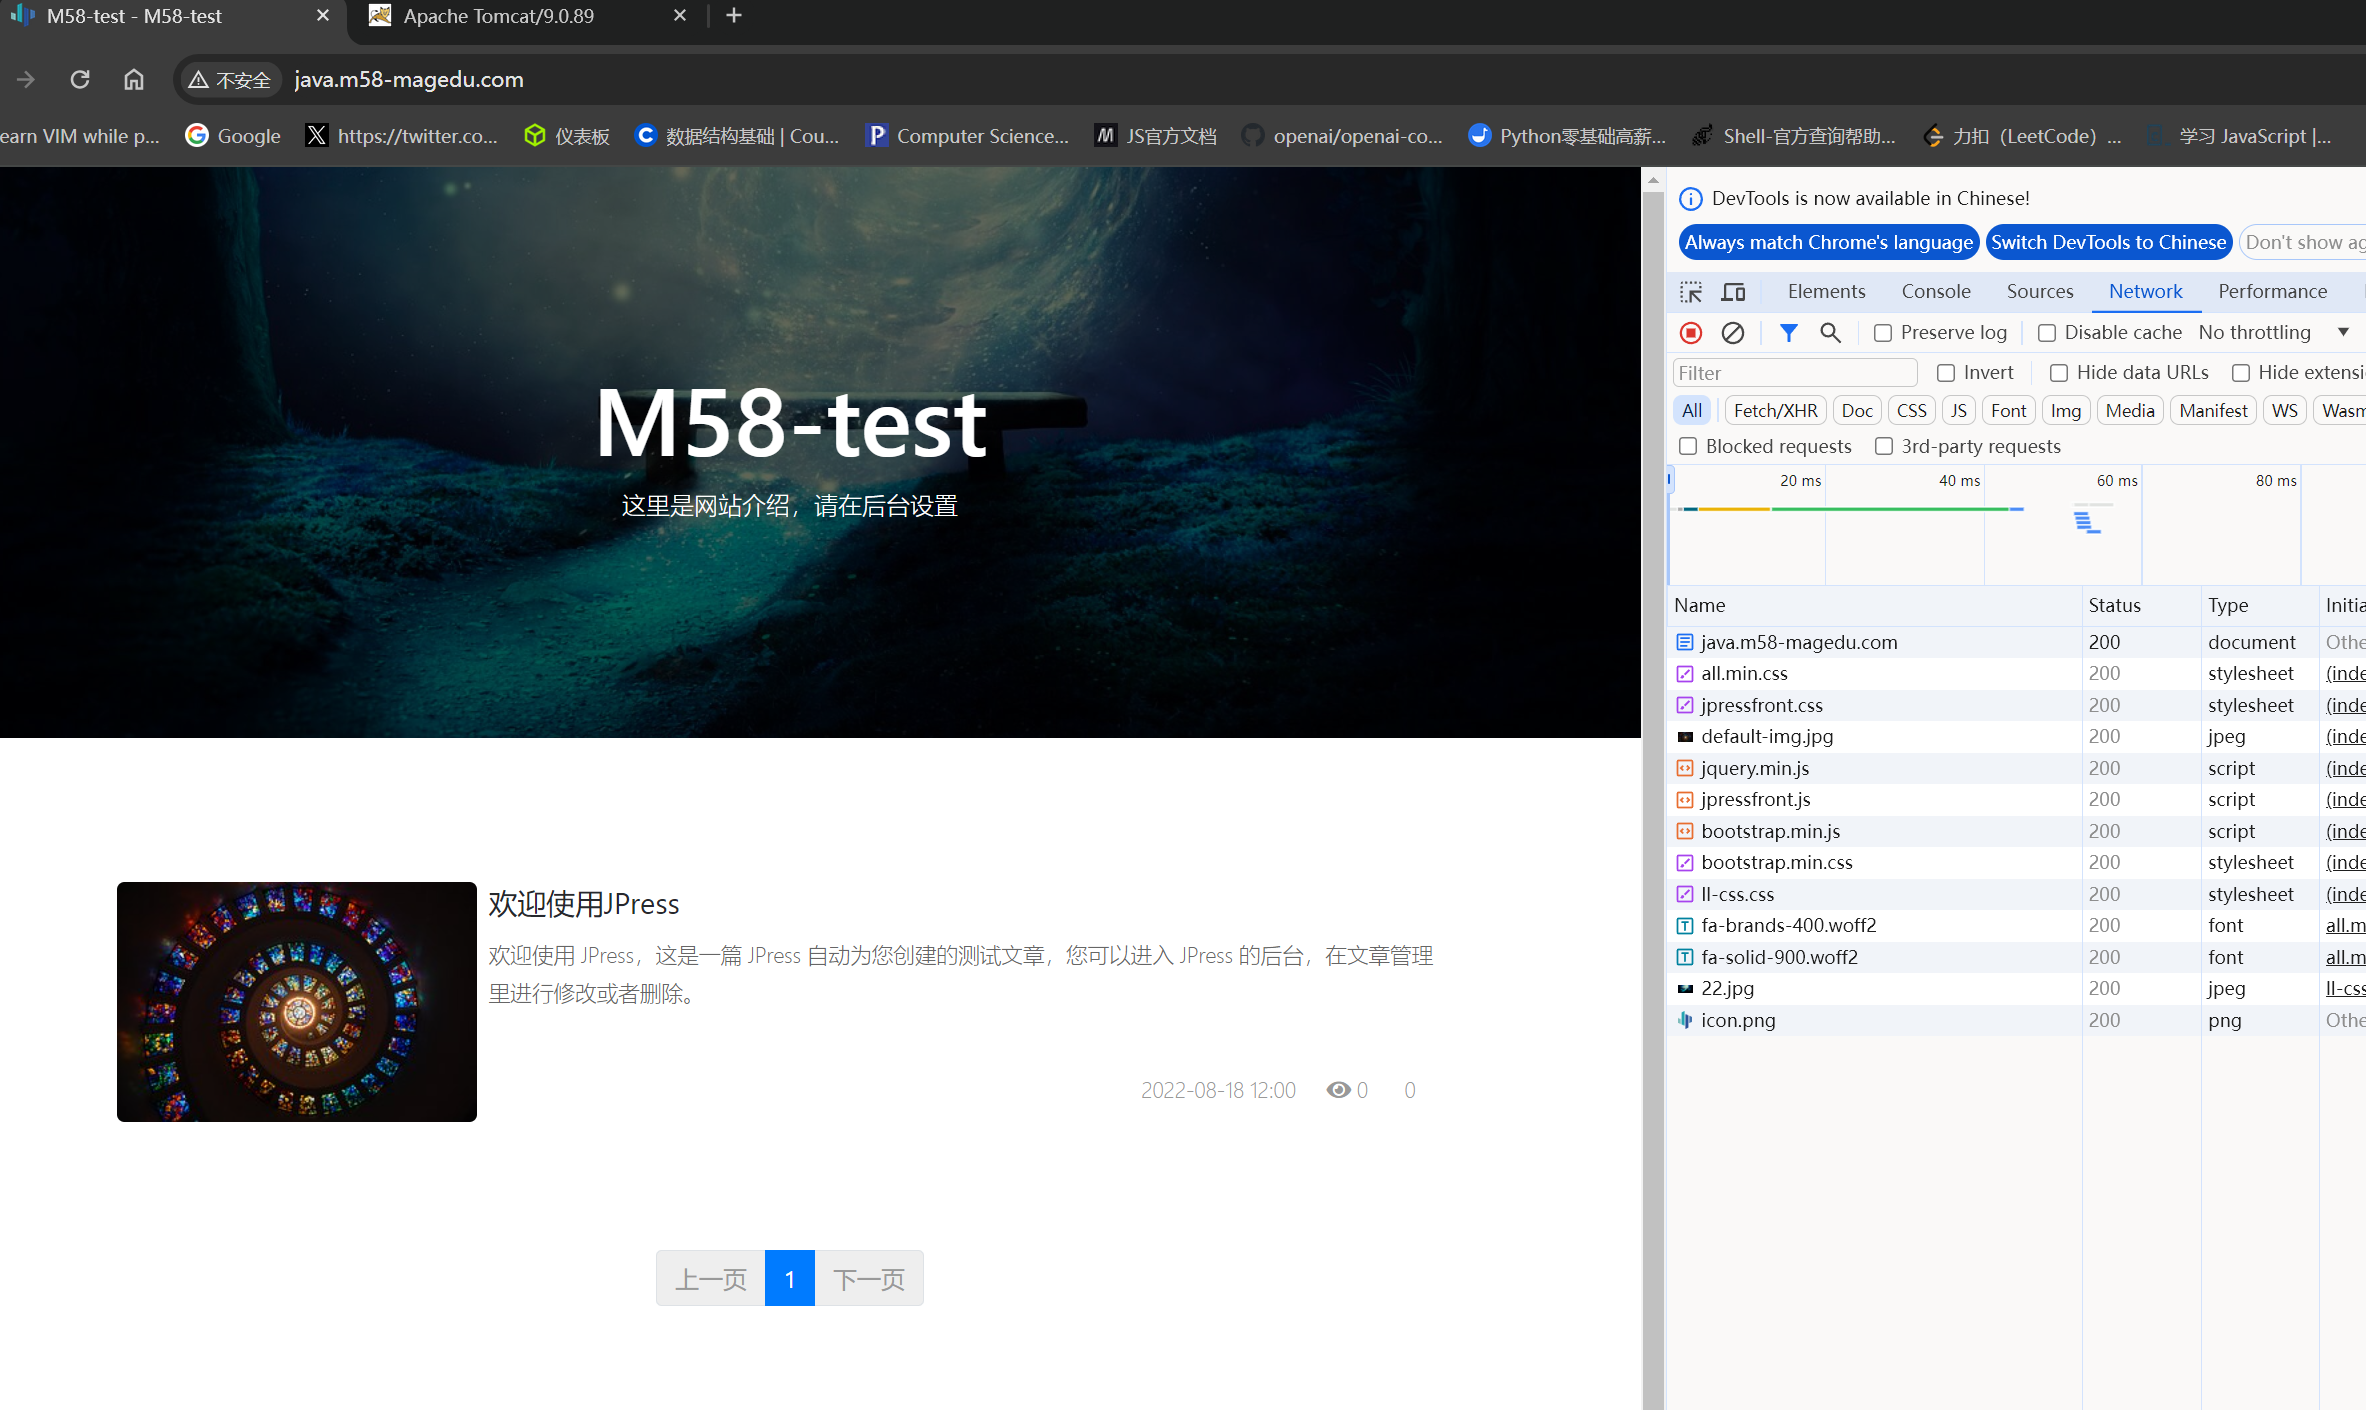 M58-test - M58-test
Apache Tomcat/9.0.89
不安全 java.m58-magedu.com
earn VIM while p... Google https://twitter.co... 仪表板 数据结构基础 | Cou... Computer Science... JS官方文档 openai/openai-co... Python零基础高薪... Shell-官方查询帮助... 力扣（LeetCode）... 学习 JavaScript |...
M58-test
这里是网站介绍，请在后台设置
欢迎使用JPress
欢迎使用 JPress，这是一篇 JPress 自动为您创建的测试文章，您可以进入 JPress 的后台，在文章管理
里进行修改或者删除。
2022-08-18 12:00 0 0
上一页 1 下一页
DevTools is now available in Chinese!
Always match Chrome's language Switch DevTools to Chinese Don't show ag
Elements Console Sources Network Performance
Preserve log Disable cache No throttling
Filter Invert Hide data URLs Hide extensi
All Fetch/XHR Doc CSS JS Font Img Media Manifest WS Wasm
Blocked requests 3rd-party requests
20 ms 40 ms 60 ms 80 ms
Name Status Type Initia
java.m58-magedu.com 200 document Othe
all.min.css 200 stylesheet (inde
jpressfront.css 200 stylesheet (inde
default-img.jpg 200 jpeg (inde
jquery.min.js 200 script (inde
jpressfront.js 200 script (inde
bootstrap.min.js 200 script (inde
bootstrap.min.css 200 stylesheet (inde
ll-css.css 200 stylesheet (inde
fa-brands-400.woff2 200 font all.m
fa-solid-900.woff2 200 font all.m
22.jpg 200 jpeg ll-css
icon.png 200 png Othe